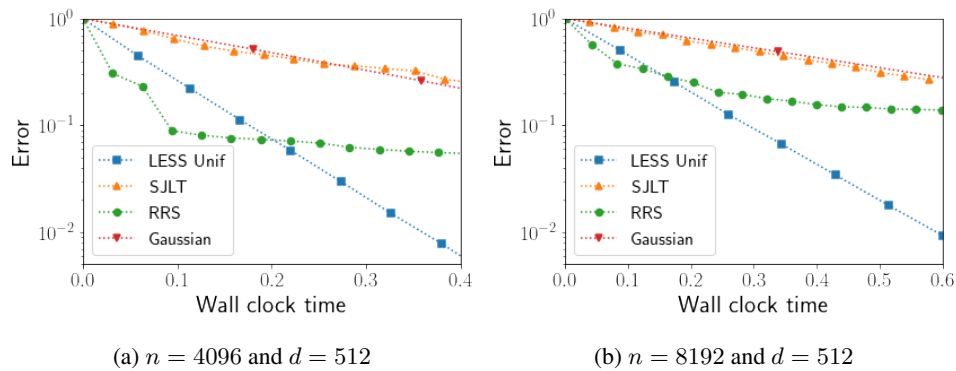 10^0
10^-1
10^-2
Error
LESS Unif
SJLT
RRS
Gaussian
0.0 0.1 0.2 0.3 0.4
Wall clock time
(a) n = 4096 and d = 512
10^0
10^-1
10^-2
Error
LESS Unif
SJLT
RRS
Gaussian
0.0 0.1 0.2 0.3 0.4 0.5 0.6
Wall clock time
(b) n = 8192 and d = 512